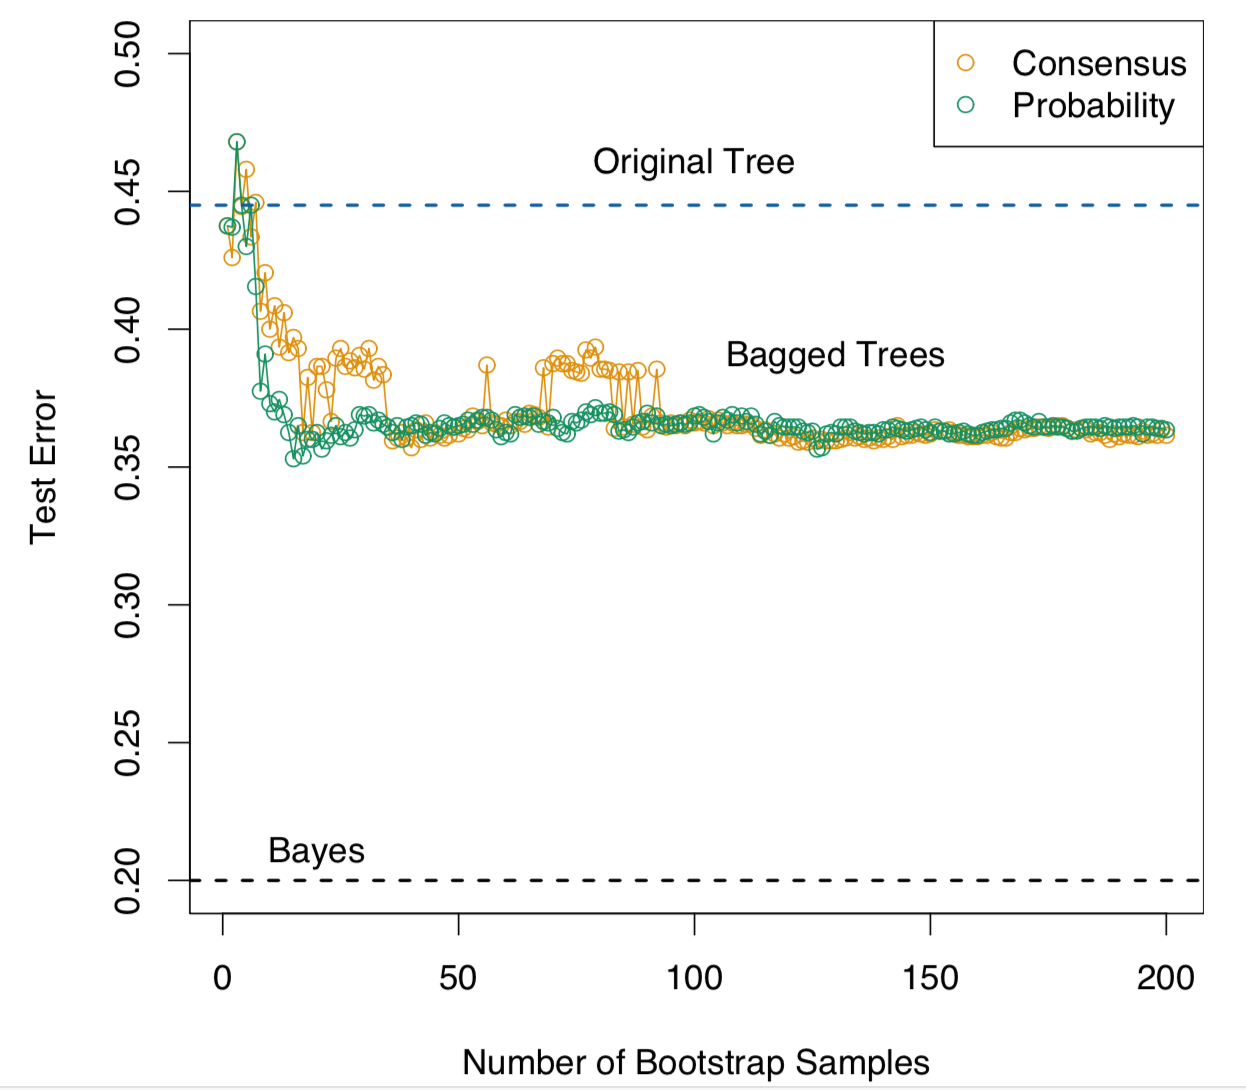 0.50
0.45
0.40
0.35
0.30
0.25
0.20
Test Error
Consensus
Probability
Original Tree
Bagged Trees
Bayes
0 50 100 150 200
Number of Bootstrap Samples